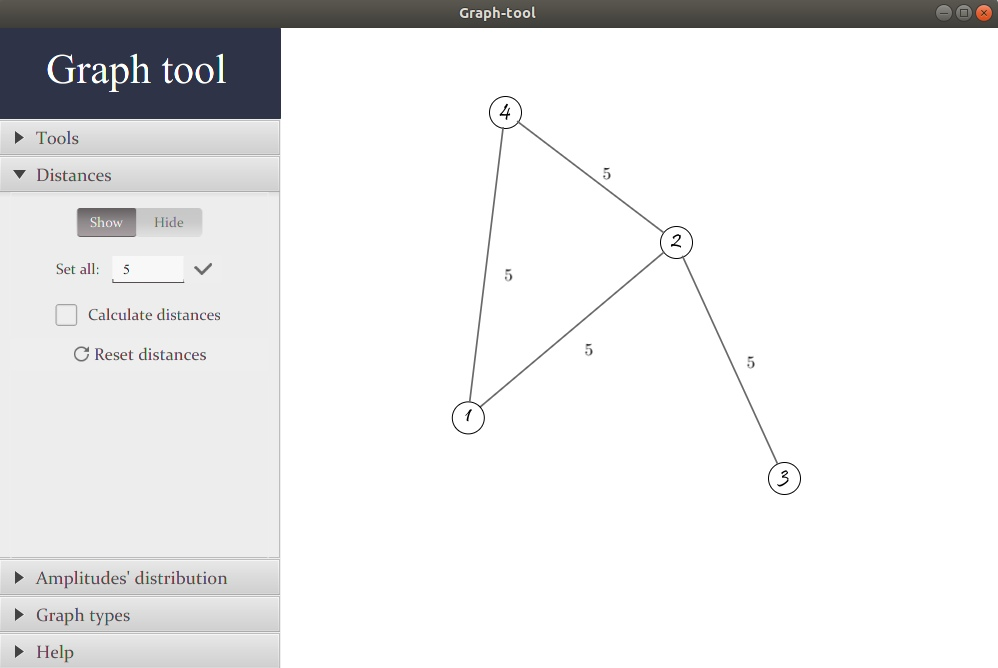 Graph-tool
Graph tool
Tools
Distances
Show Hide
Set all: 5
Calculate distances
Reset distances
Amplitudes' distribution
Graph types
Help
4
5
2
5
5
5
1
3